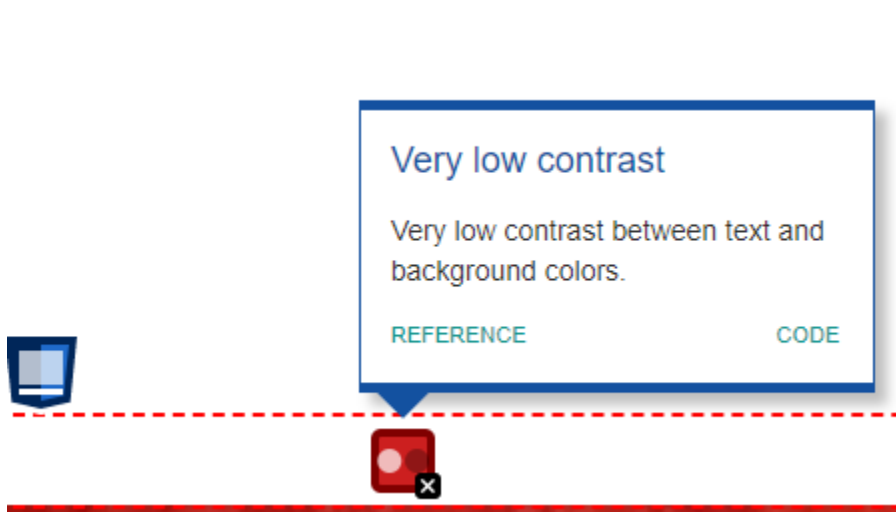 Very low contrast
Very low contrast between text and
background colors.
REFERENCE CODE